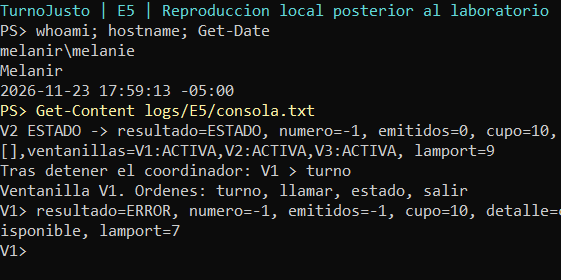 TurnoJusto | E5 | Reproduccion local posterior al laboratorio
PS> whoami; hostname; Get-Date
melanir\melanie
Melanir
2026-11-23 17:59:13 -05:00
PS> Get-Content logs/E5/consola.txt
V2 ESTADO -> resultado=ESTADO, numero=-1, emitidos=0, cupo=10,
[],ventanillas=V1:ACTIVA,V2:ACTIVA,V3:ACTIVA, lamport=9
Tras detener el coordinador: V1 > turno
Ventanilla V1. Ordenes: turno, llamar, estado, salir
V1> resultado=ERROR, numero=-1, emitidos=-1, cupo=10, detalle=
isponible, lamport=7
V1>